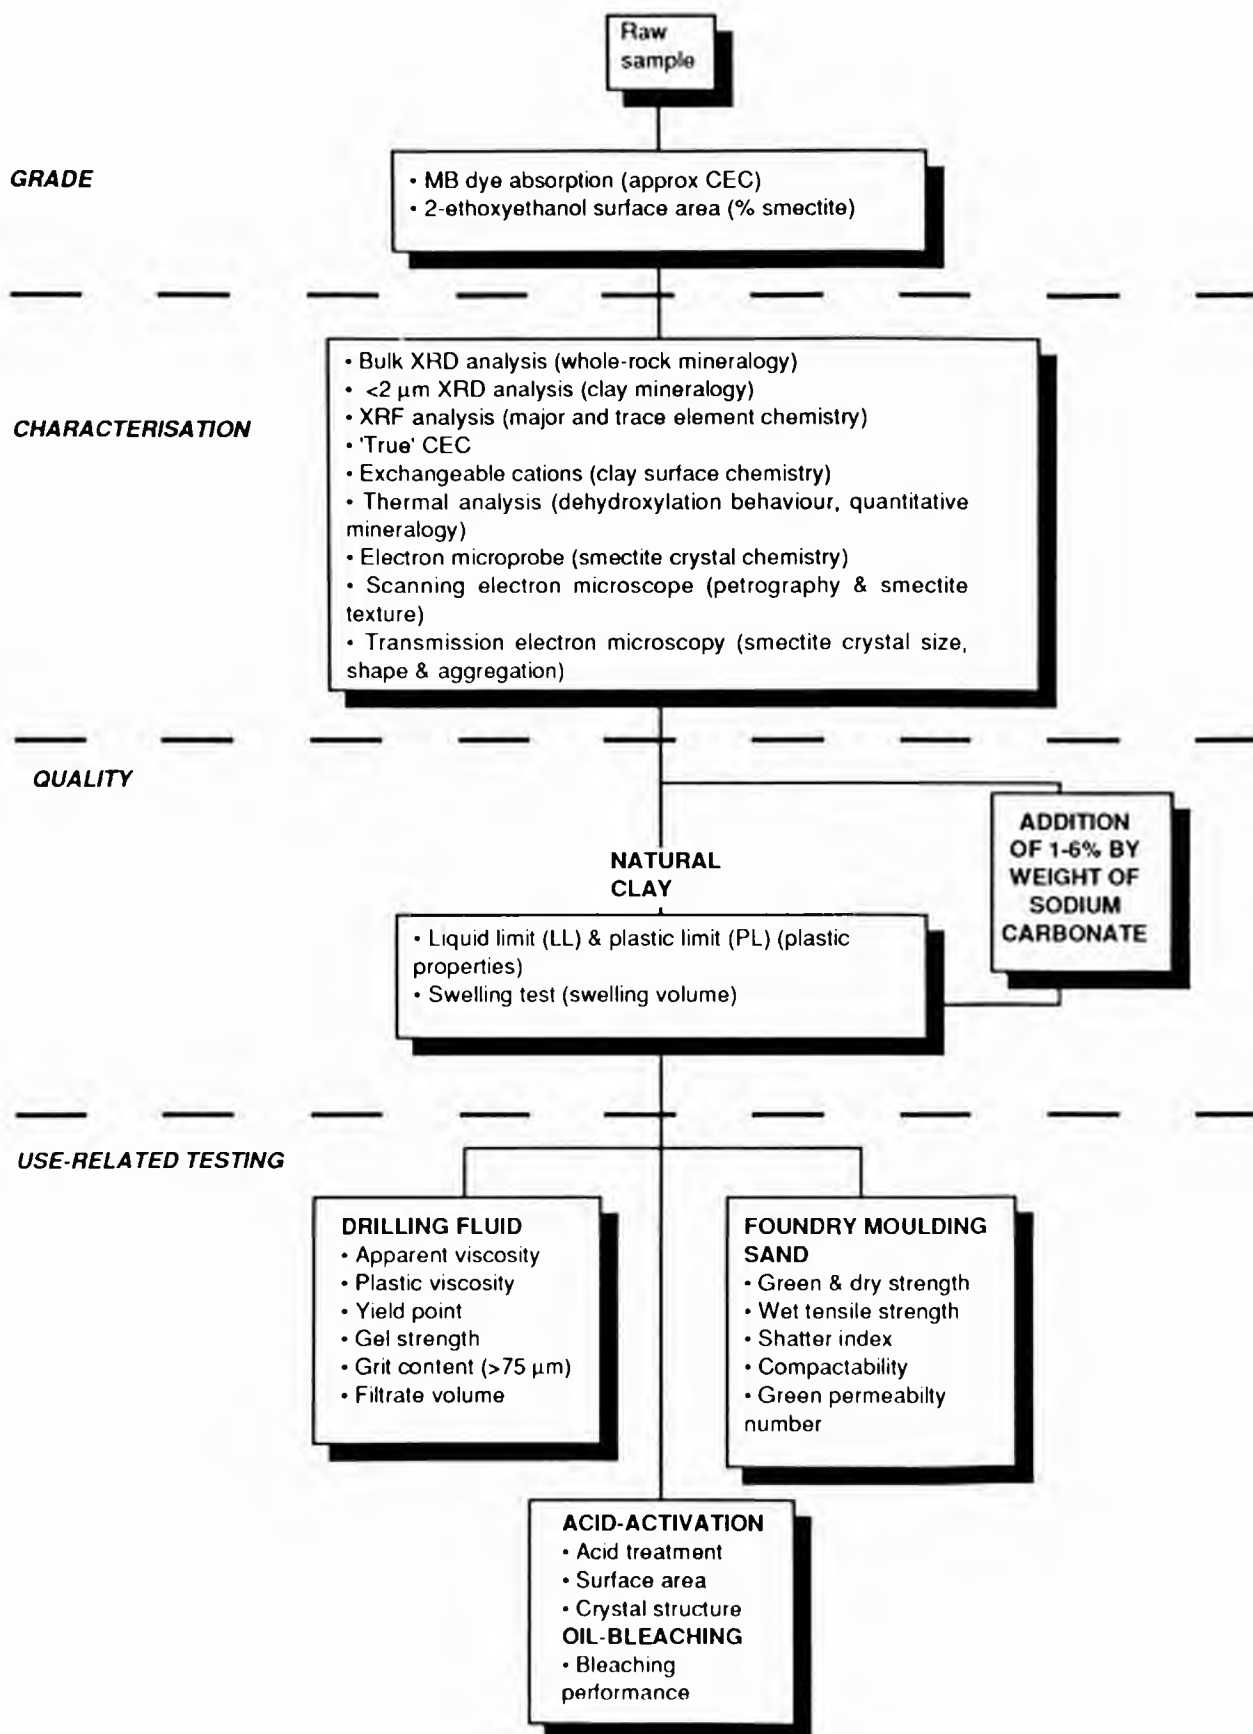 Raw
sample
GRADE
• MB dye absorption (approx CEC)
• 2-ethoxyethanol surface area (% smectite)
CHARACTERISATION
• Bulk XRD analysis (whole-rock mineralogy)
• <2 µm XRD analysis (clay mineralogy)
• XRF analysis (major and trace element chemistry)
• 'True' CEC
• Exchangeable cations (clay surface chemistry)
• Thermal analysis (dehydroxylation behaviour, quantitative
mineralogy)
• Electron microprobe (smectite crystal chemistry)
• Scanning electron microscope (petrography & smectite
texture)
• Transmission electron microscopy (smectite crystal size,
shape & aggregation)
QUALITY
ADDITION
OF 1-6% BY
WEIGHT OF
SODIUM
CARBONATE
NATURAL
CLAY
• Liquid limit (LL) & plastic limit (PL) (plastic
properties)
• Swelling test (swelling volume)
USE-RELATED TESTING
DRILLING FLUID
• Apparent viscosity
• Plastic viscosity
• Yield point
• Gel strength
• Grit content (>75 µm)
• Filtrate volume
FOUNDRY MOULDING
SAND
• Green & dry strength
• Wet tensile strength
• Shatter index
• Compactability
• Green permeabilty
number
ACID-ACTIVATION
• Acid treatment
• Surface area
• Crystal structure
OIL-BLEACHING
• Bleaching
performance